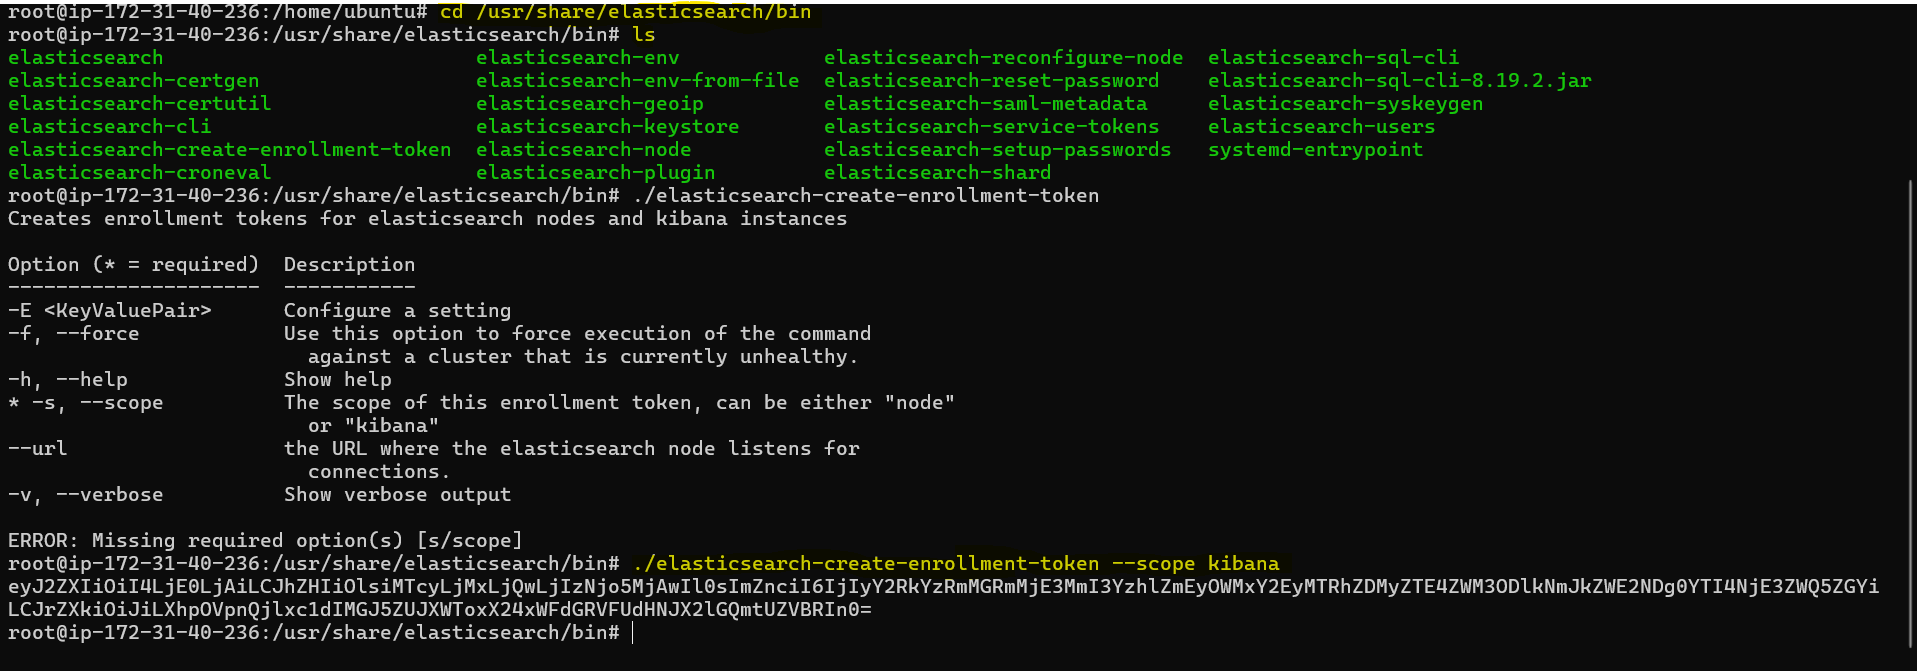 root@ip-172-31-40-236:/home/ubuntu# cd /usr/share/elasticsearch/bin
root@ip-172-31-40-236:/usr/share/elasticsearch/bin# ls
elasticsearch elasticsearch-env elasticsearch-reconfigure-node elasticsearch-sql-cli
elasticsearch-certgen elasticsearch-env-from-file elasticsearch-reset-password elasticsearch-sql-cli-8.19.2.jar
elasticsearch-certutil elasticsearch-geoip elasticsearch-saml-metadata elasticsearch-syskeygen
elasticsearch-cli elasticsearch-keystore elasticsearch-service-tokens elasticsearch-users
elasticsearch-create-enrollment-token elasticsearch-node elasticsearch-setup-passwords systemd-entrypoint
elasticsearch-croneval elasticsearch-plugin elasticsearch-shard
root@ip-172-31-40-236:/usr/share/elasticsearch/bin# ./elasticsearch-create-enrollment-token
Creates enrollment tokens for elasticsearch nodes and kibana instances
Option (* = required)  Description
---------------------  -----------
-E <KeyValuePair>      Configure a setting
-f, --force            Use this option to force execution of the command
against a cluster that is currently unhealthy.
-h, --help             Show help
* -s, --scope          The scope of this enrollment token, can be either "node"
or "kibana"
--url                  the URL where the elasticsearch node listens for
connections.
-v, --verbose          Show verbose output
ERROR: Missing required option(s) [s/scope]
root@ip-172-31-40-236:/usr/share/elasticsearch/bin# ./elasticsearch-create-enrollment-token --scope kibana
eyJ2ZXIiOiI4LjE0LjAiLCJhZHIiOlsiMTcyLjMxLjQwLjIzNjo5MjAwIl0sImZnciI6IjIyY2RkYzRmMGRmMjE3MmI3YzhlZmEyOWMxY2EyMTRhZDMyZTE4ZWM3ODlkNmJkZWE2NDg0YTI4NjE3ZWQ5ZGYi
LCJrZXkiOiJiLXhpOVpnQjlxc1dIMGJ5ZUJXWToxX24xWFdGRVFUdHNJX2lGQmtUZVBRIn0=
root@ip-172-31-40-236:/usr/share/elasticsearch/bin#